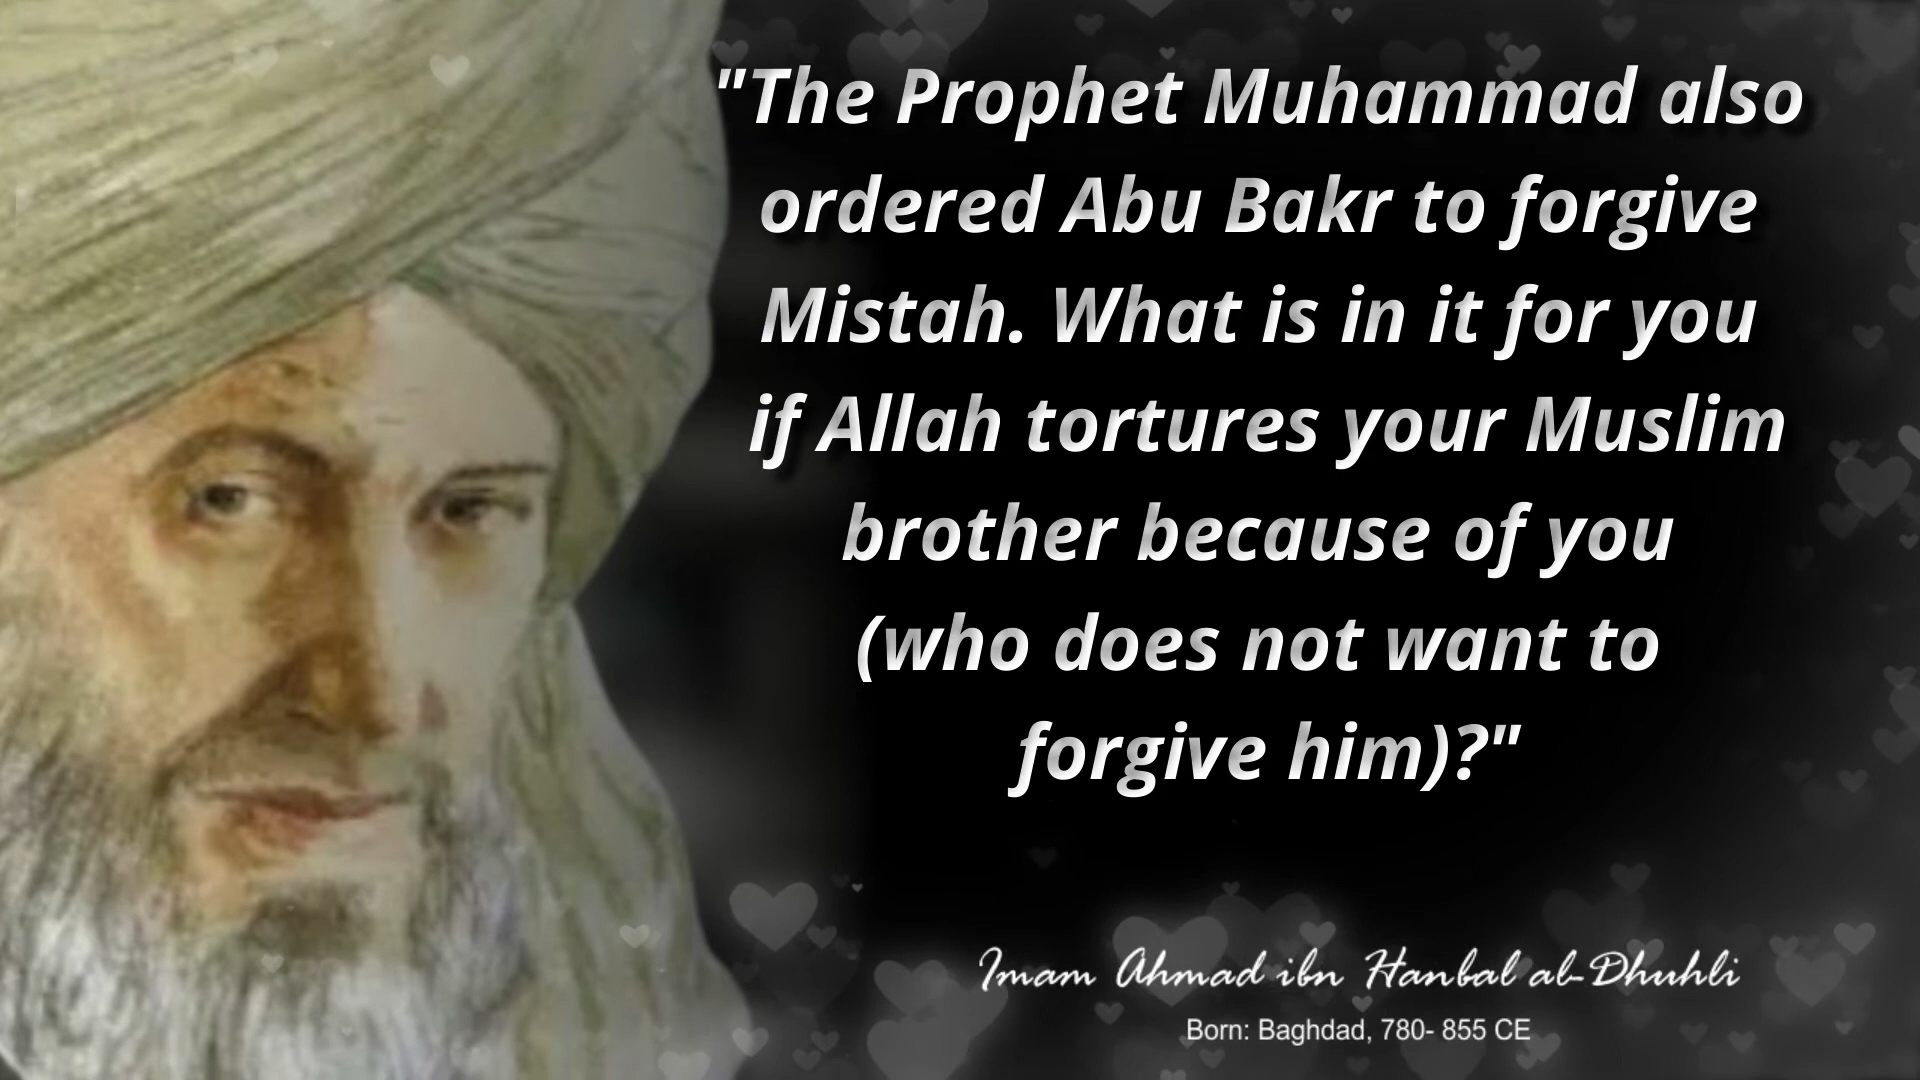 "The Prophet Muhammad also
ordered Abu Bakr to forgive
Mistah. What is in it for you
if Allah tortures your Muslim
brother because of you
(who does not want to
forgive him)?"
Imam Ahmad ibn Hanbal al-Dhuhli
Born: Baghdad, 780- 855 CE